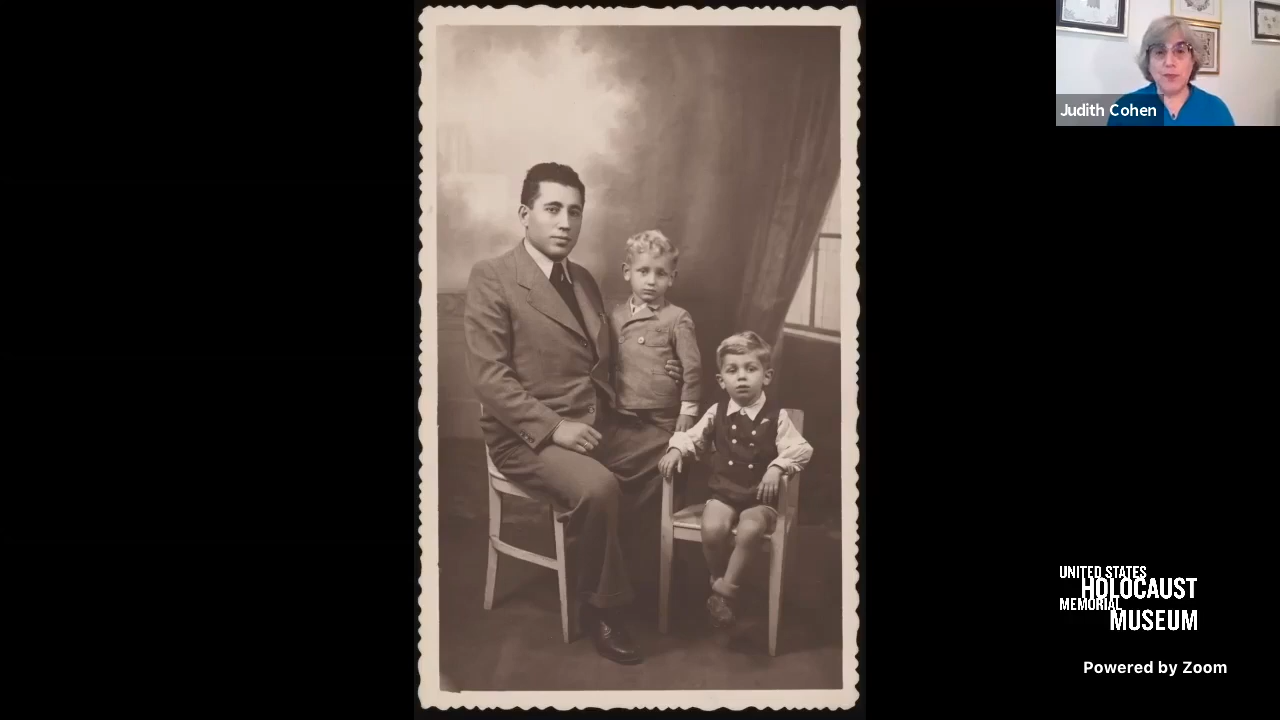 Judith Cohen
UNITED STATES
HOLOCAUST
MEMORIAL
MUSEUM
Powered by Zoom